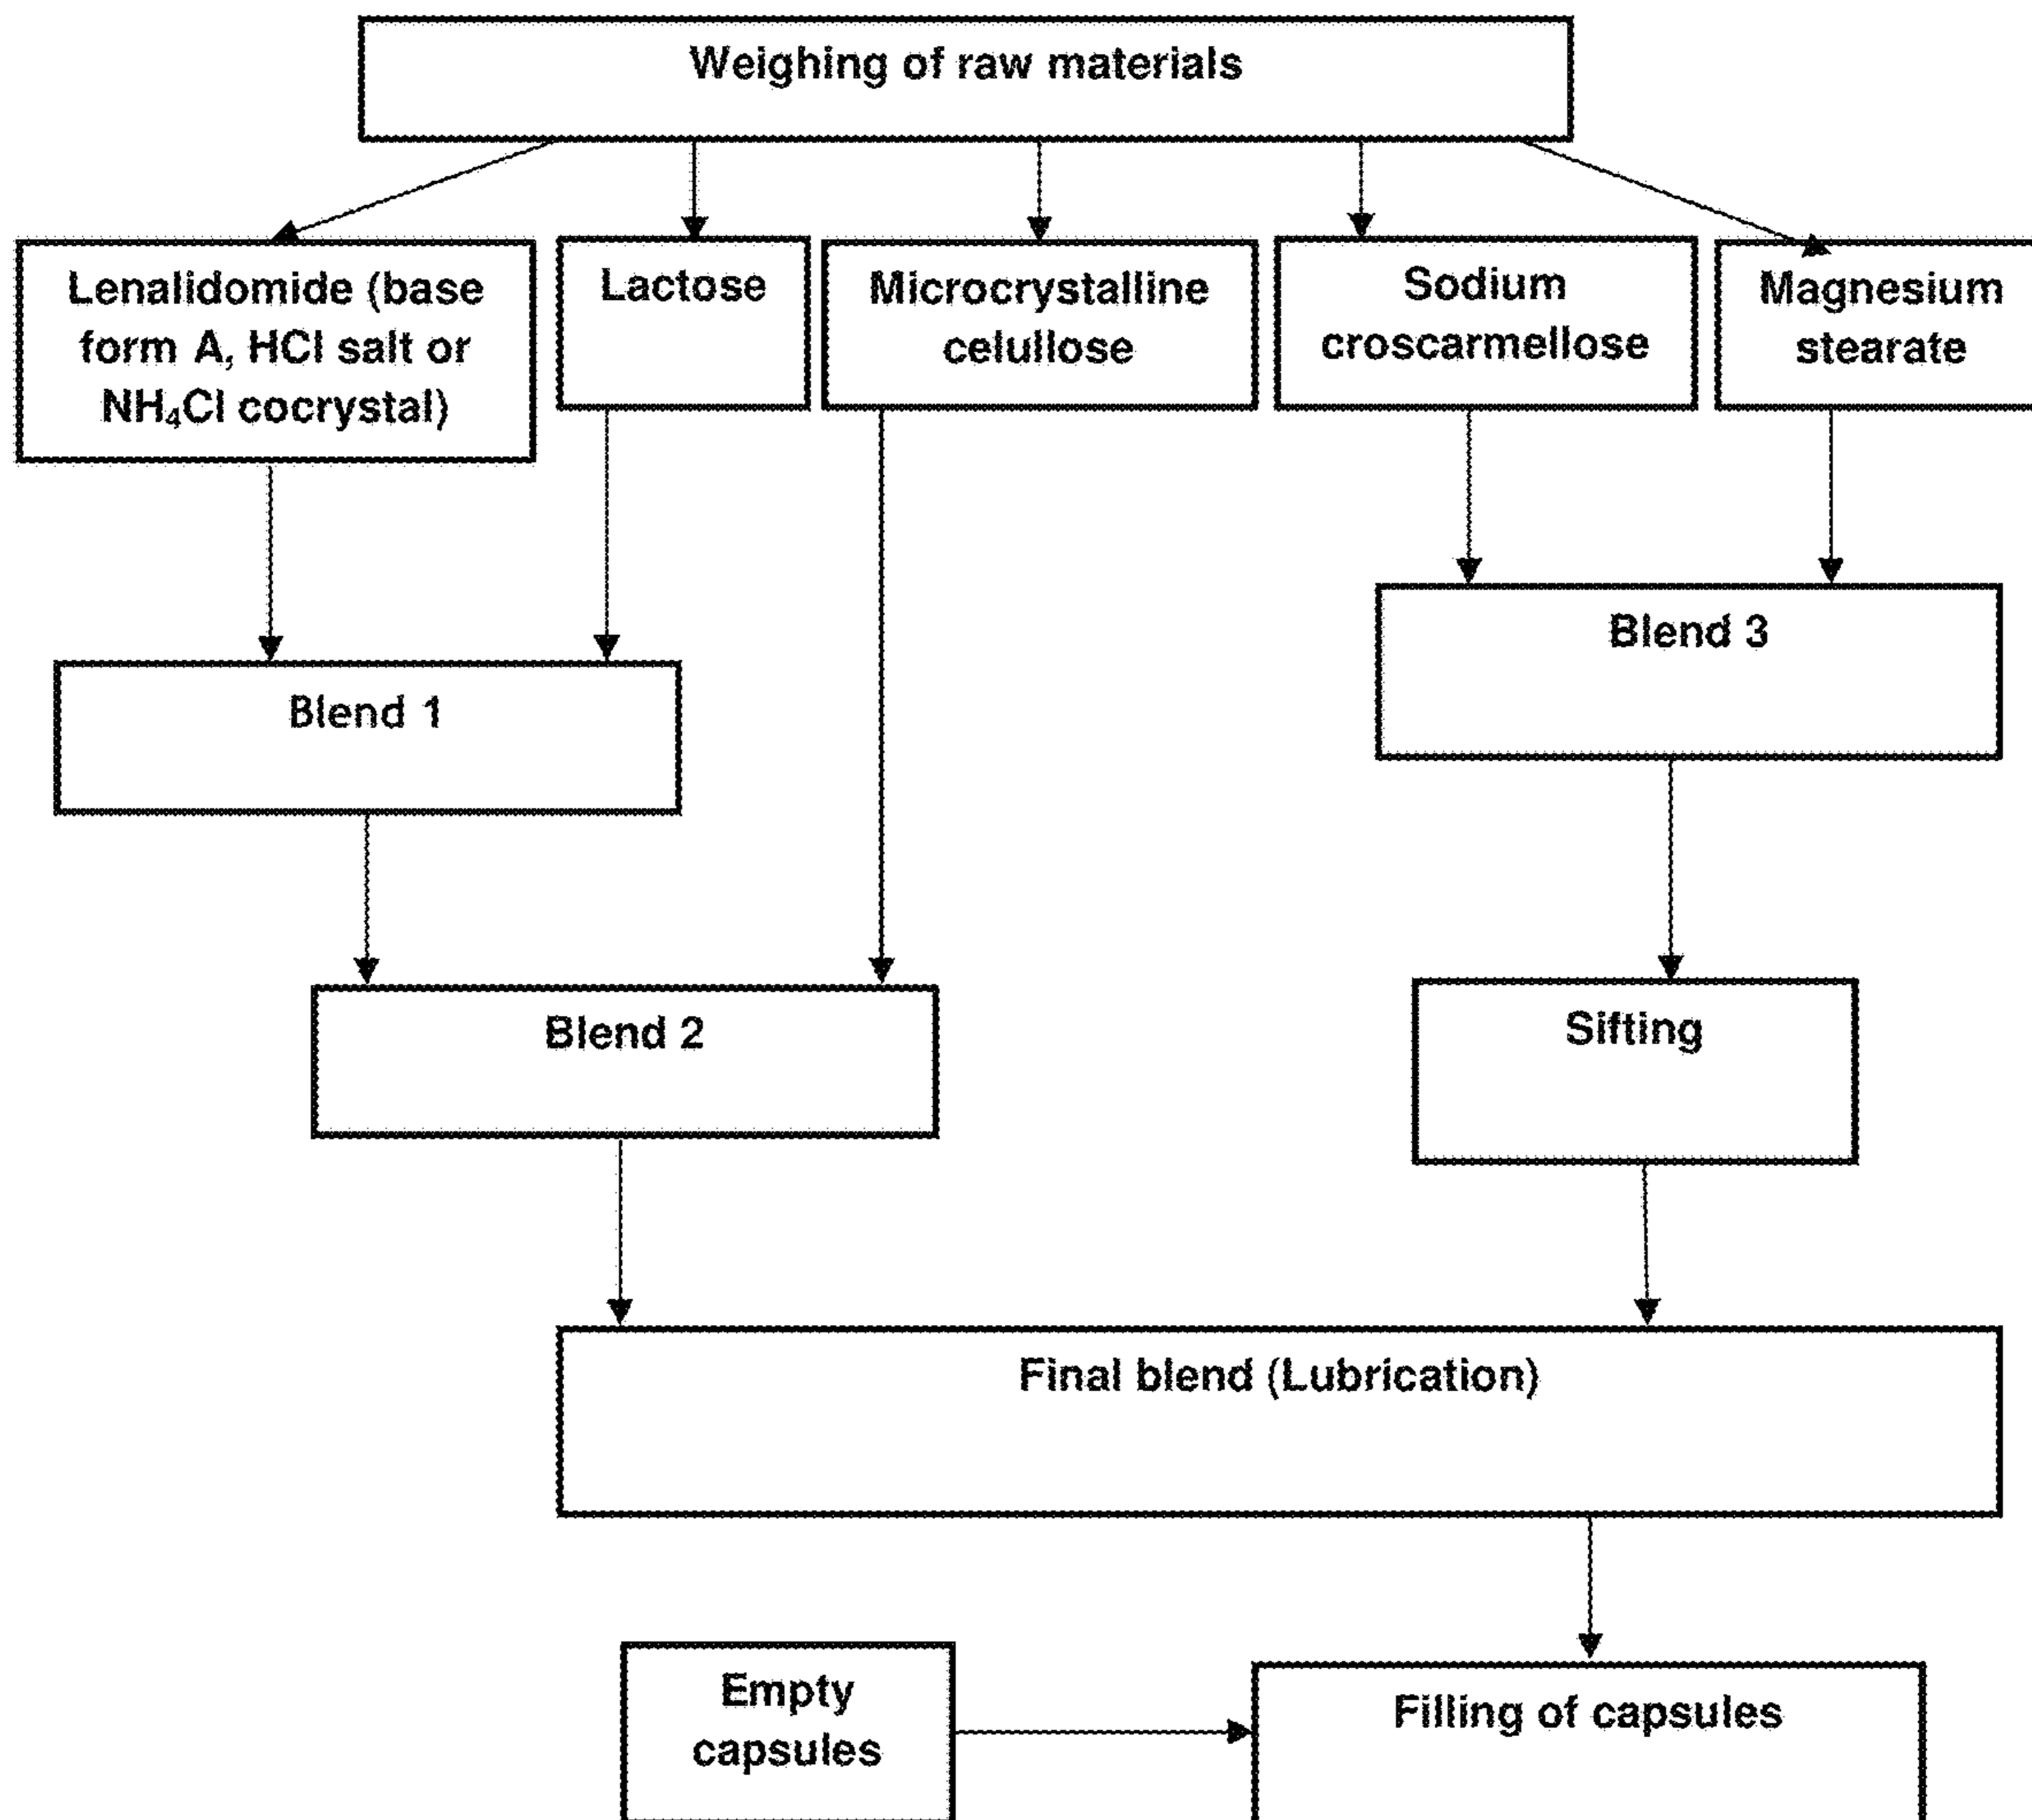 Weighing of raw materials
Lenalidomide (base
form A, HCl salt or
NH₄Cl cocrystal)
Lactose
Microcrystalline
celullose
Sodium
croscarmellose
Magnesium
stearate
Blend 3
Blend 1
Blend 2
Sifting
Final blend (Lubrication)
Empty
capsules
Filling of capsules